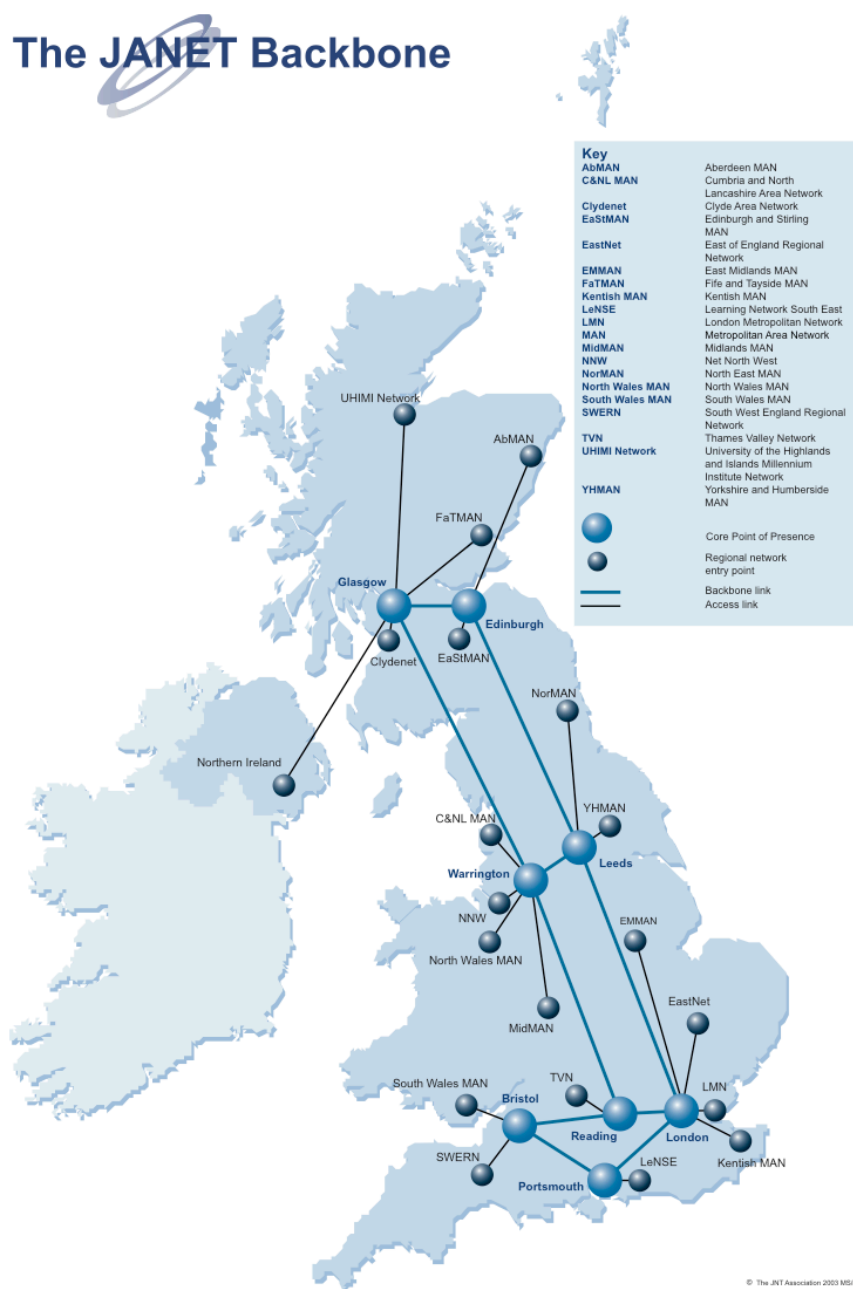 The JANET Backbone
Key
AbMAN Aberdeen MAN
C&NL MAN Cumbria and North
Lancashire Area Network
Clydenet Clyde Area Network
EaStMAN Edinburgh and Stirling
MAN
EastNet East of England Regional
Network
EMMAN East Midlands MAN
FaTMAN Fife and Tayside MAN
Kentish MAN Kentish MAN
LeNSE Learning Network South East
LMN London Metropolitan Network
MAN Metropolitan Area Network
MidMAN Midlands MAN
NNW Net North West
NorMAN North East MAN
North Wales MAN North Wales MAN
South Wales MAN South Wales MAN
SWERN South West England Regional
Network
TVN Thames Valley Network
UHIMI Network University of the Highlands
and Islands Millennium
Institute Network
YHMAN Yorkshire and Humberside
MAN
Core Point of Presence
Regional network
entry point
Backbone link
Access link
UHIMI Network
AbMAN
FaTMAN
Glasgow
Edinburgh
Clydenet
EaStMAN
NorMAN
Northern Ireland
YHMAN
C&NL MAN
Leeds
Warrington
NNW
EMMAN
North Wales MAN
EastNet
MidMAN
TVN
South Wales MAN
LMN
Bristol
Reading
London
SWERN
LeNSE
Kentish MAN
Portsmouth
© The JNT Association 2003